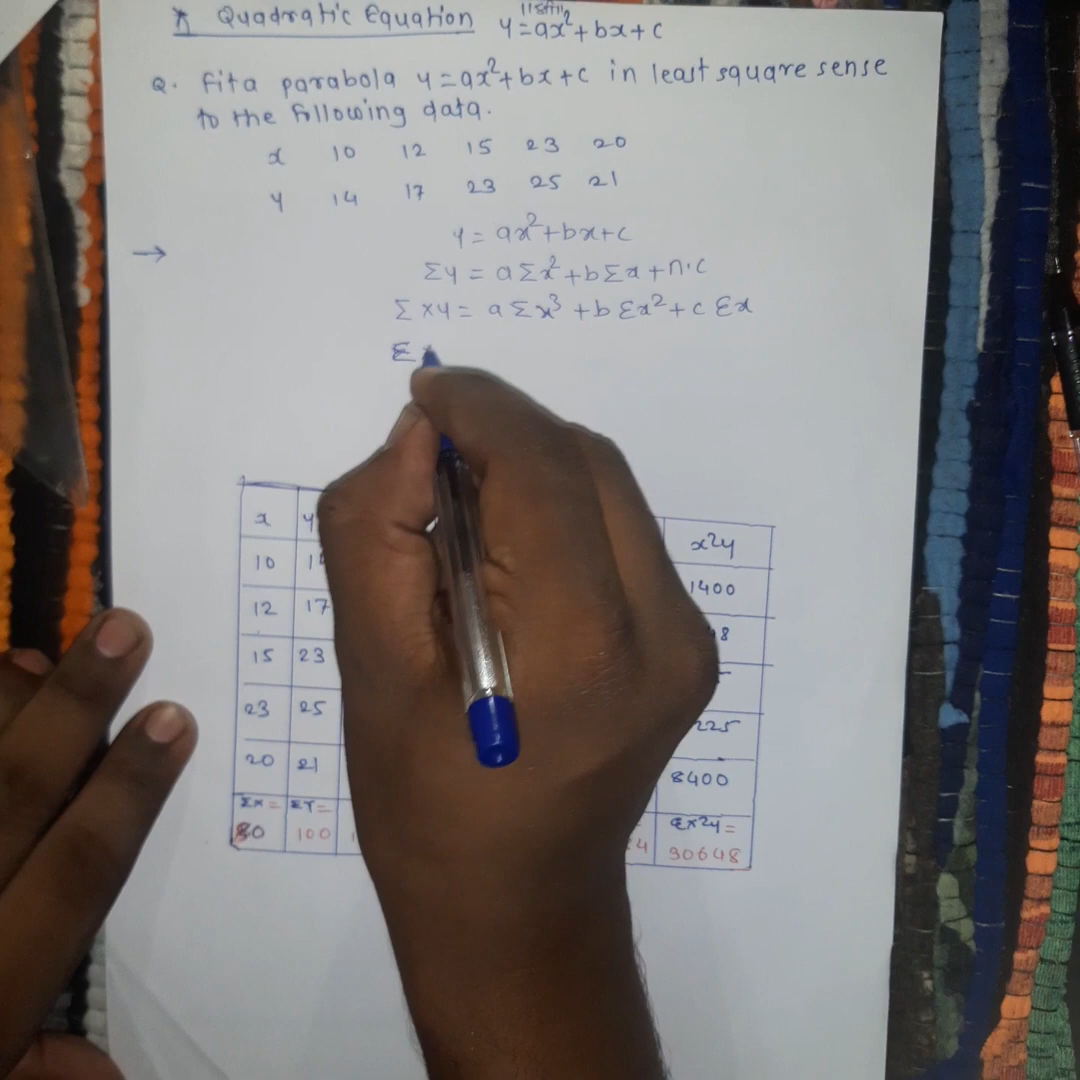 * Quadratic Equation y=ax²+bx+c
Q. Fit a parabola y=ax²+bx+c in least square sense
to the following data.
x 10 12 15 23 20
y 14 17 23 25 21
→ y = ax²+bx+c
Σy = aΣx²+bΣx+n·c
Σxy = aΣx³+bΣx²+cΣx
Σ
x y x²y
10 1400
12 17
15 23
23 25 225
20 21 8400
Σx= Σy= Σx²y=
80 100 30648